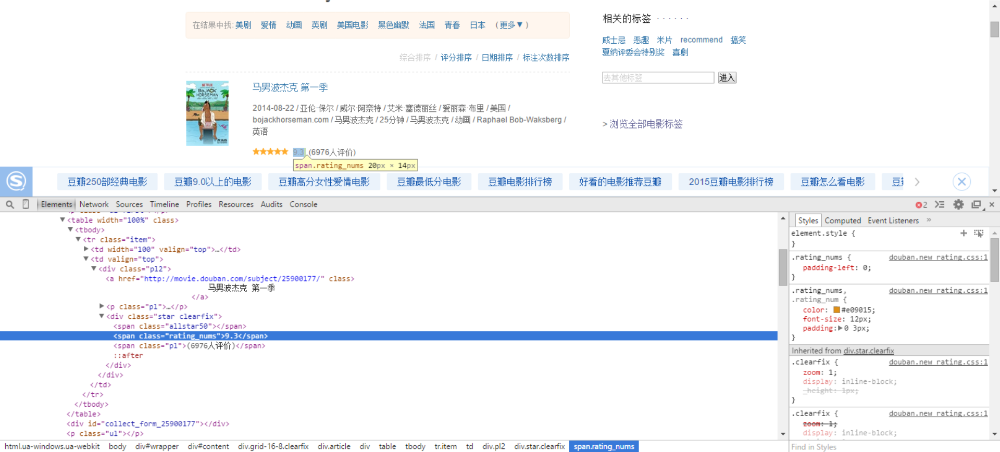 在结果中找: 美剧 爱情 动画 英剧 美国电影 黑色幽默 法国 青春 日本 (更多▼)
综合排序 / 评分排序 / 日期排序 / 标注次数排序
NETFLIX
BOJACK
HORSEMAN
22 AUG
马男波杰克 第一季
2014-08-22 / 亚伦·保尔 / 威尔·阿奈特 / 艾米·塞德丽丝 / 爱丽森·布里 / 美国 /
bojackhorseman.com / 马男波杰克 / 25分钟 / 马男波杰克 / 动画 / Raphael Bob-Waksberg /
英语
9.3 (6976人评价)
span.rating_nums 20px × 14px
相关的标签 · · · · · ·
威士忌 恶趣 米片 recommend 搞笑
戛纳评委会特别奖 喜劇
去其他标签 进入
> 浏览全部电影标签
S 豆瓣250部经典电影 豆瓣9.0以上的电影 豆瓣高分女性爱情电影 豆瓣最低分电影 豆瓣电影排行榜 好看的电影推荐豆瓣 2015豆瓣电影排行榜 豆瓣怎么看电影
Elements Network Sources Timeline Profiles Resources Audits Console 2
<table width="100%" class>
<tbody>
<tr class="item">
<td width="100" valign="top">…</td>
<td valign="top">
<div class="pl2">
<a href="http://movie.douban.com/subject/25900177/" class>
马男波杰克 第一季
</a>
<p class="pl">…</p>
<div class="star clearfix">
<span class="allstar50"></span>
<span class="rating_nums">9.3</span>
<span class="pl">(6976人评价)</span>
::after
</div>
</div>
</td>
</tr>
</tbody>
</table>
<div id="collect_form_25900177"></div>
<p class="ul"></p>
html.ua-windows.ua-webkit body div#wrapper div#content div.grid-16-8.clearfix div.article div table tbody tr.item td div.pl2 div.star.clearfix span.rating_nums
Styles Computed Event Listeners »
element.style {
}
.rating_nums { douban.new_rating.css:1
padding-left: 0;
}
.rating_nums, douban.new_rating.css:1
.rating_num {
color: #e09015;
font-size: 12px;
padding:▶0 3px;
}
Inherited from div.star.clearfix
.clearfix { douban.new_rating.css:1
zoom: 1;
display: inline-block;
_height: 1px;
}
.clearfix { douban.new_rating.css:1
zoom: 1;
display: inline-block;
Find in Styles